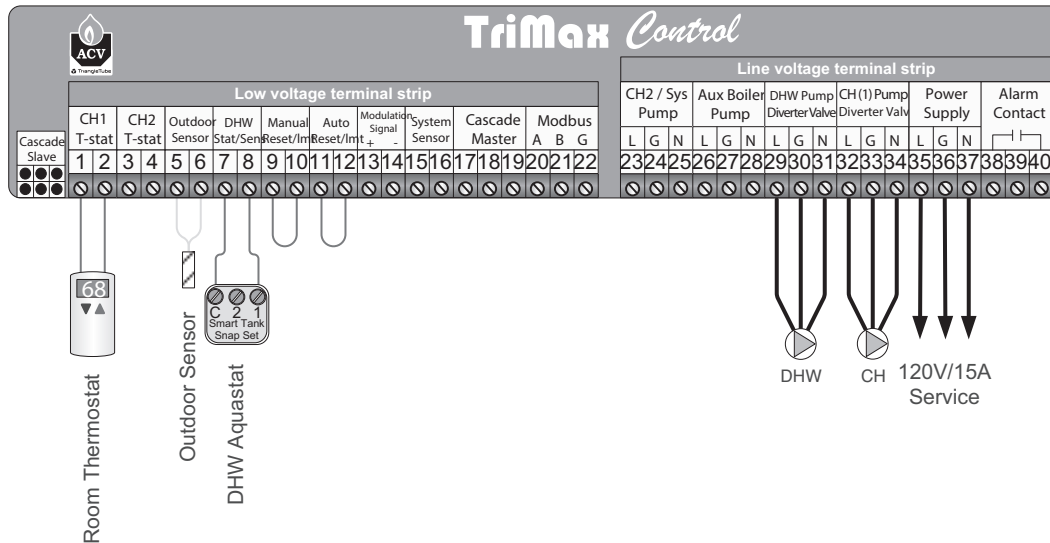 TriMax Control
ACV
TriangleTube
Low voltage terminal strip
Line voltage terminal strip
Cascade
Slave
CH1
T-stat
CH2
T-stat
Outdoor
Sensor
DHW
Stat/Sens
Manual
Reset/lmt
Auto
Reset/lmt
Modulation
Signal
+ -
System
Sensor
Cascade
Master
Modbus
A B G
CH2 / Sys
Pump
L G N
Aux Boiler
Pump
L G N
DHW Pump
Diverter Valve
L G N
CH (1) Pump
Diverter Valv
L G N
Power
Supply
L G N
Alarm
Contact
1 2 3 4 5 6 7 8 9 10 11 12 13 14 15 16 17 18 19 20 21 22
23 24 25 26 27 28 29 30 31 32 33 34 35 36 37 38 39 40
68
C 2 1
Smart Tank
Snap Set
Room Thermostat
Outdoor Sensor
DHW Aquastat
DHW
CH
120V/15A
Service